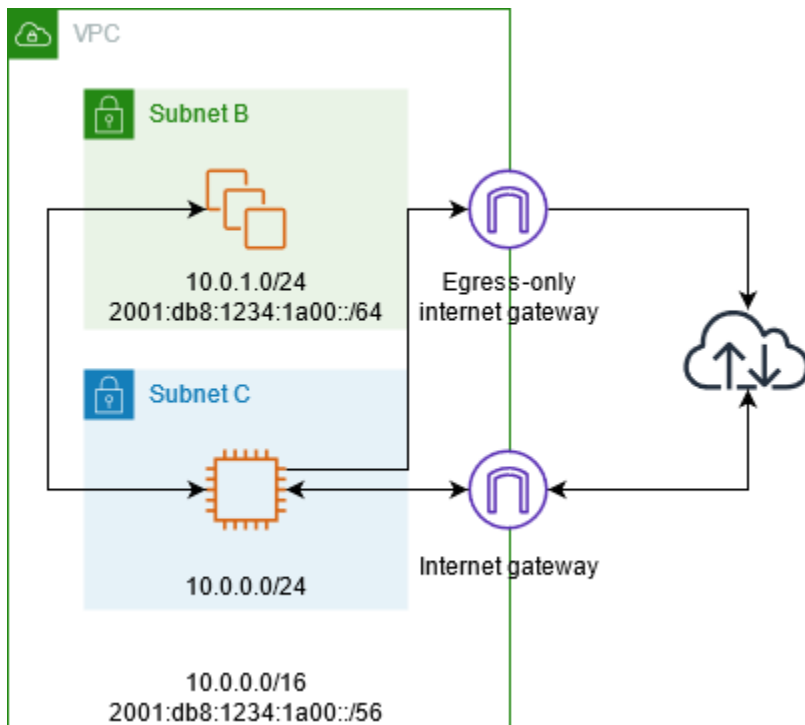 VPC
Subnet B
10.0.1.0/24
2001:db8:1234:1a00::/64
Egress-only
internet gateway
Subnet C
10.0.0.0/24
Internet gateway
10.0.0.0/16
2001:db8:1234:1a00::/56